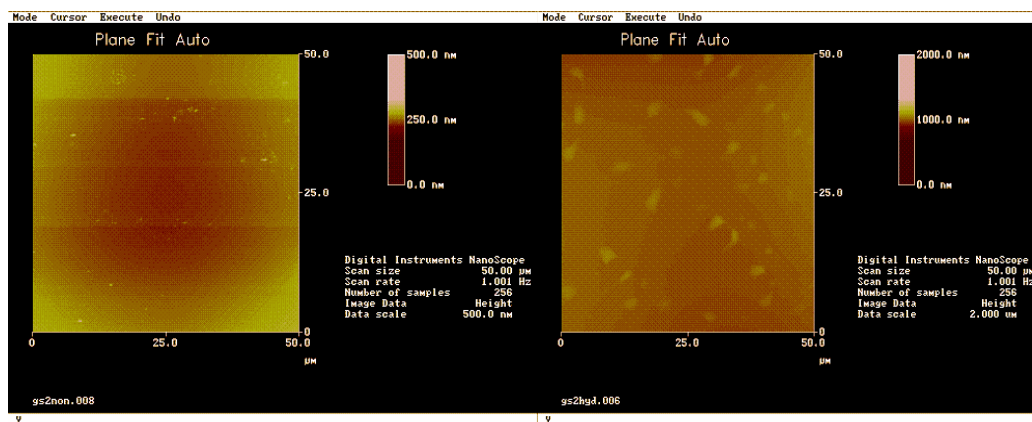 Mode Cursor Execute Undo
Plane Fit Auto
50.0
25.0
0
0
25.0
50.0
µM
500.0 nM
250.0 nM
0.0 nM
Digital Instruments NanoScope
Scan size 50.00 µM
Scan rate 1.001 Hz
Number of samples 256
Image Data Height
Data scale 500.0 nM
gs2non.008
v
Mode Cursor Execute Undo
Plane Fit Auto
50.0
25.0
0
0
25.0
50.0
µM
2000.0 nM
1000.0 nM
0.0 nM
Digital Instruments NanoScope
Scan size 50.00 µM
Scan rate 1.001 Hz
Number of samples 256
Image Data Height
Data scale 2.000 uM
gs2hyd.006
v